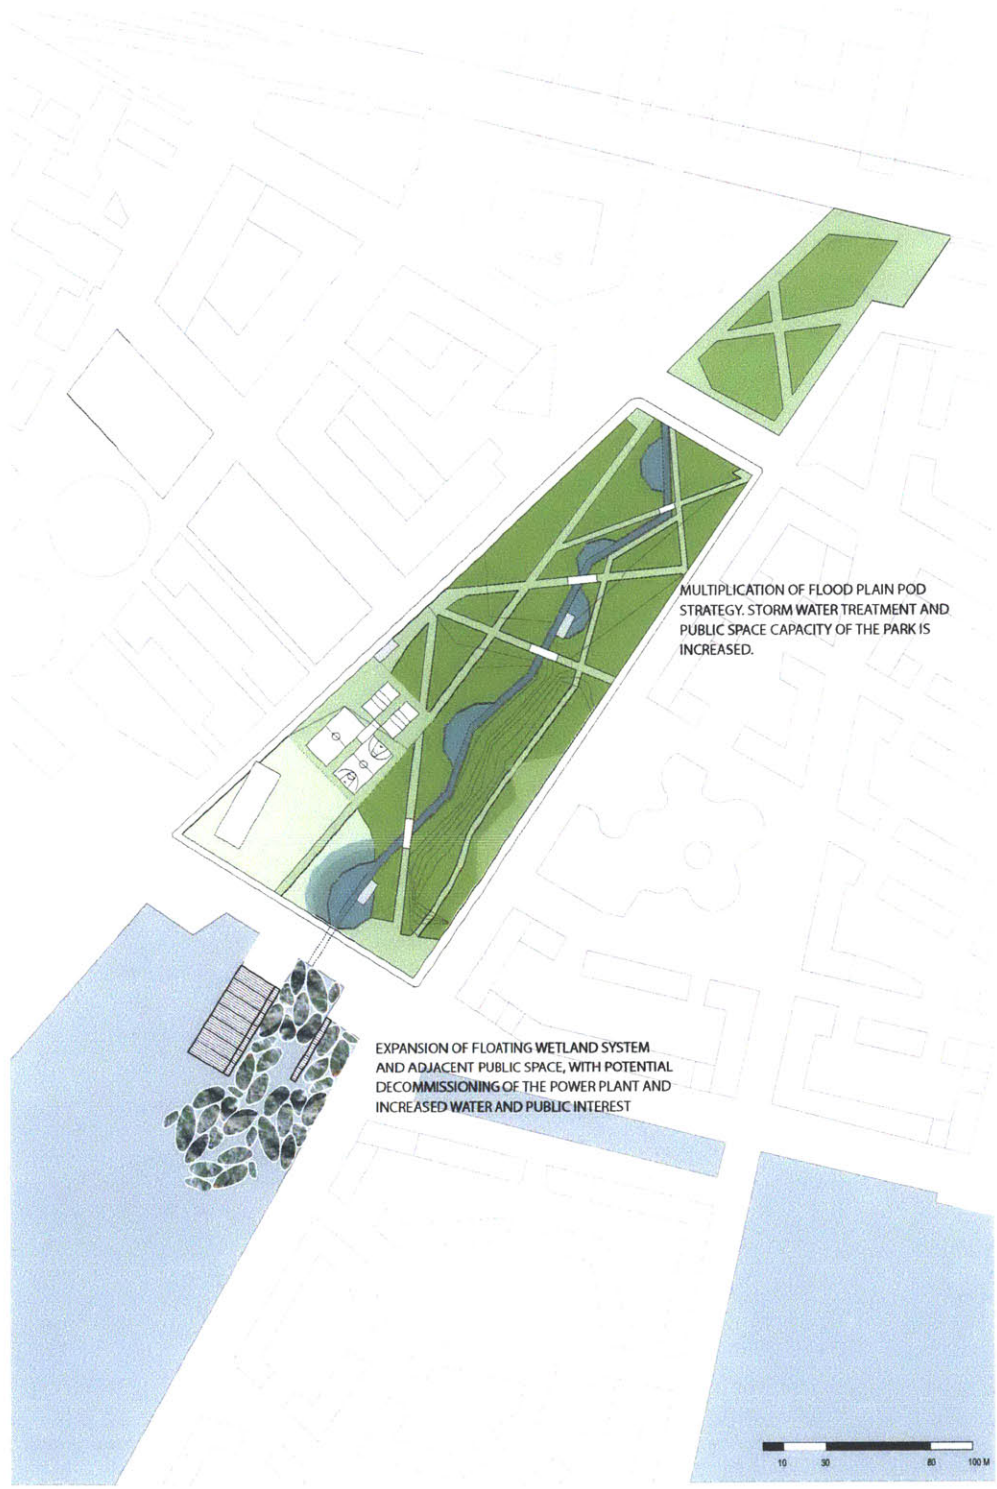 MULTIPLICATION OF FLOOD PLAIN POD
STRATEGY. STORM WATER TREATMENT AND
PUBLIC SPACE CAPACITY OF THE PARK IS
INCREASED.
EXPANSION OF FLOATING WETLAND SYSTEM
AND ADJACENT PUBLIC SPACE, WITH POTENTIAL
DECOMMISSIONING OF THE POWER PLANT AND
INCREASED WATER AND PUBLIC INTEREST
10 30 80 100 M